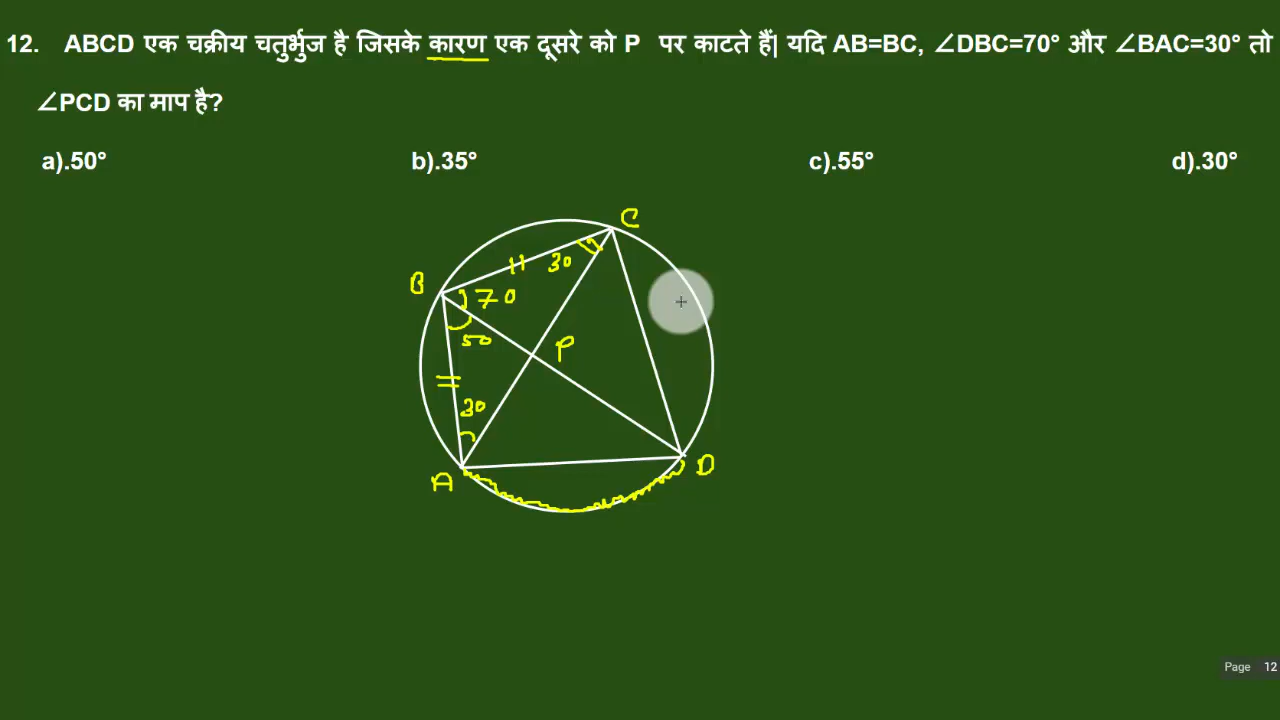 12. ABCD एक चक्रीय चतुर्भुज है जिसके कारण एक दूसरे को P पर काटते हैं| यदि AB=BC, ∠DBC=70° और ∠BAC=30° तो
∠PCD का माप है?
a).50° b).35° c).55° d).30°
C
B 30
70
50 P
30
A D
Page 12